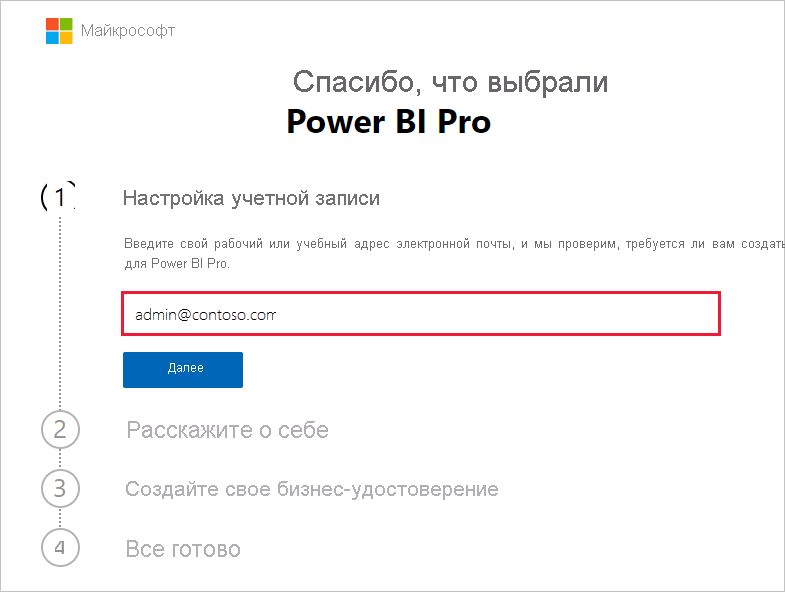 Майкрософт
Спасибо, что выбрали
Power BI Pro
1
Настройка учетной записи
Введите свой рабочий или учебный адрес электронной почты, и мы проверим, требуется ли вам создать
для Power BI Pro.
admin@contoso.com
Далее
2
Расскажите о себе
3
Создайте свое бизнес-удостоверение
4
Все готово